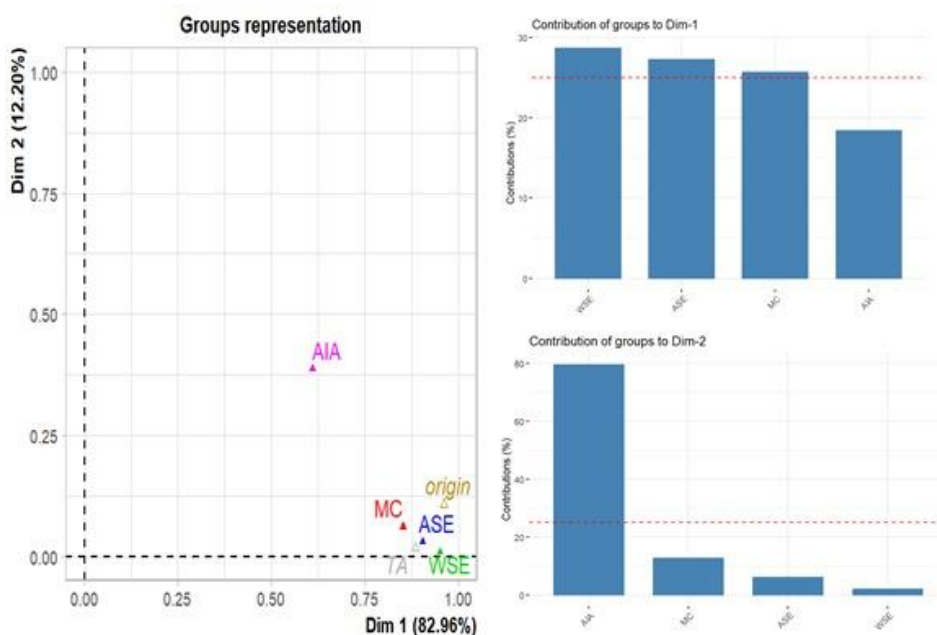 Groups representation
Dim 2 (12.20%)
1.00
0.75
0.50
0.25
0.00
AIA
origin
MC
ASE
TA
WSE
0.00
0.25
0.50
0.75
1.00
Dim 1 (82.96%)
Contribution of groups to Dim-1
Contributions (%)
30
20
10
0
WSE
ASE
MC
AIA
Contribution of groups to Dim-2
Contributions (%)
80
60
40
20
0
AIA
MC
ASE
WSE